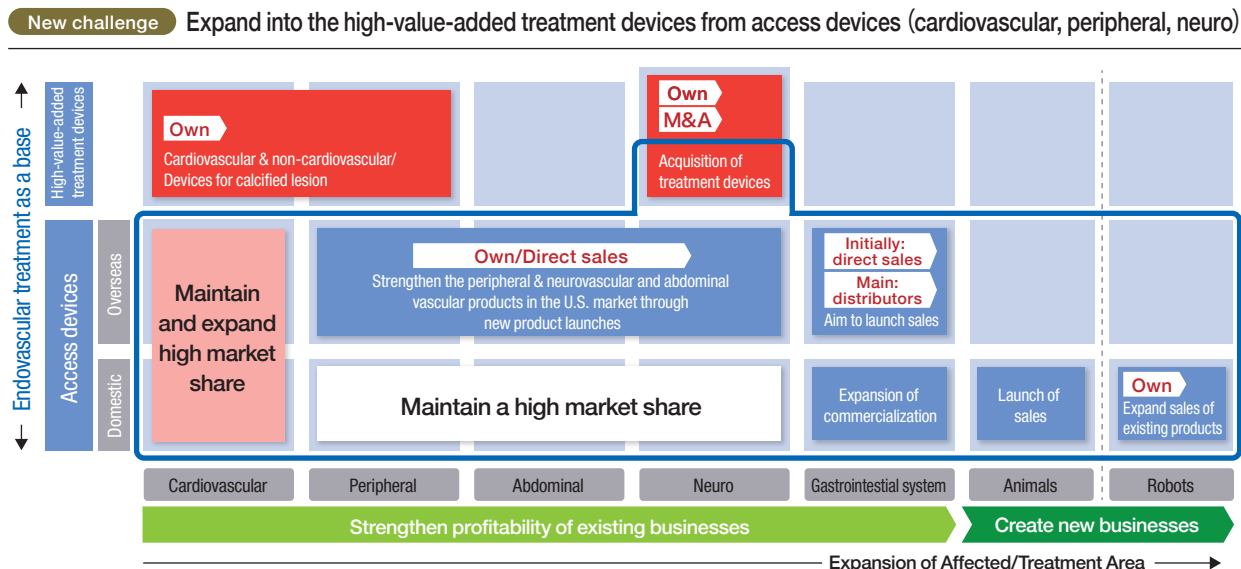 New challenge
Expand into the high-value-added treatment devices from access devices (cardiovascular, peripheral, neuro)
Endovascular treatment as a base
High-value-added
treatment devices
Own
Cardiovascular & non-cardiovascular/
Devices for calcified lesion
Own
M&A
Acquisition of
treatment devices
Access devices
Overseas
Domestic
Maintain
and expand
high market
share
Own/Direct sales
Strengthen the peripheral & neurovascular and abdominal
vascular products in the U.S. market through
new product launches
Initially:
direct sales
Main:
distributors
Aim to launch sales
Maintain a high market share
Expansion of
commercialization
Launch of
sales
Own
Expand sales of
existing products
Cardiovascular
Peripheral
Abdominal
Neuro
Gastrointestial system
Animals
Robots
Strengthen profitability of existing businesses
Create new businesses
Expansion of Affected/Treatment Area